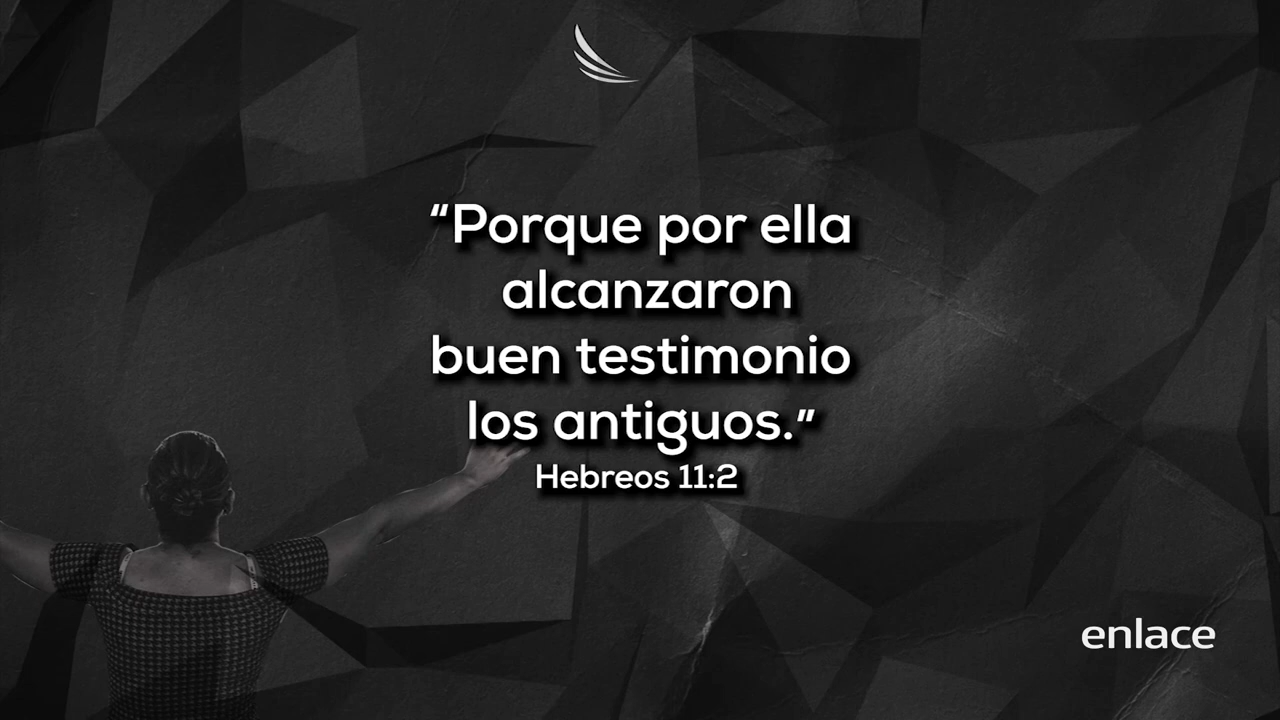 “Porque por ella
alcanzaron
buen testimonio
los antiguos.”
Hebreos 11:2
enlace